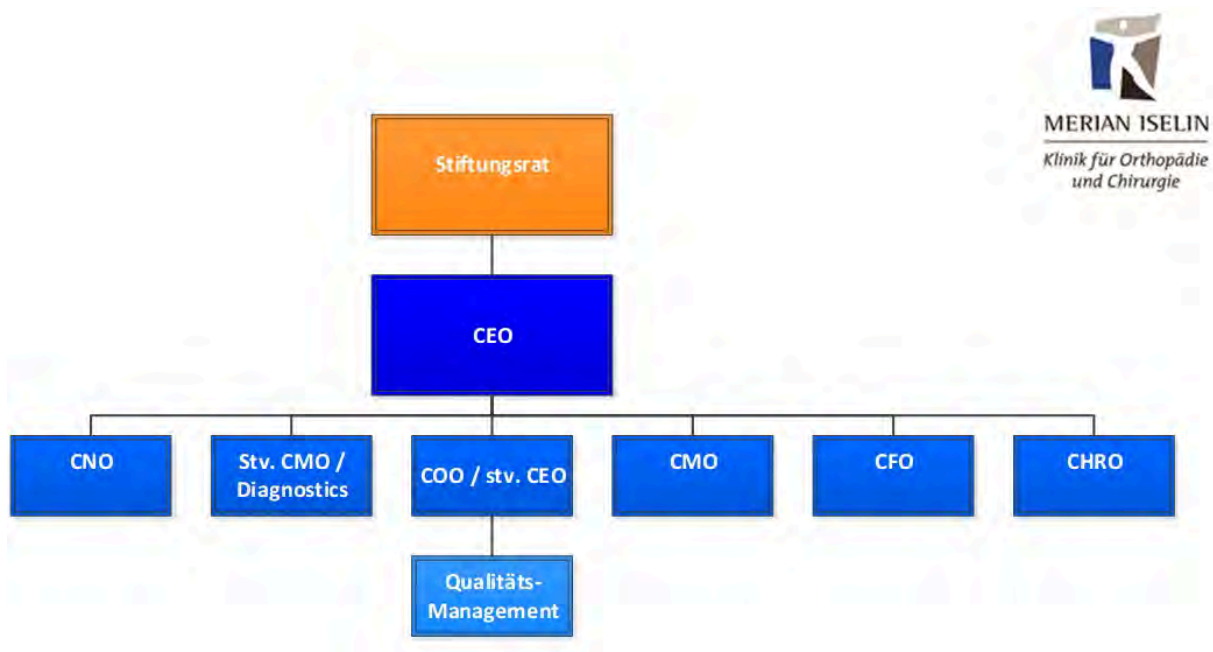 MERIAN ISELIN
Klinik für Orthopädie
und Chirurgie
Stiftungsrat
CEO
CNO
Stv. CMO /
Diagnostics
COO / stv. CEO
CMO
CFO
CHRO
Qualitäts-
Management